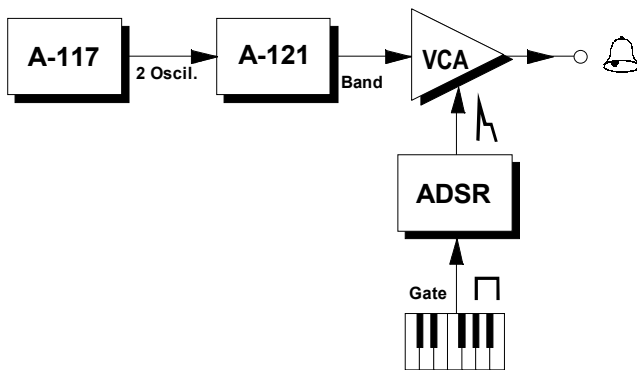 A-117
2 Oscil.
A-121
Band
VCA
ADSR
Gate